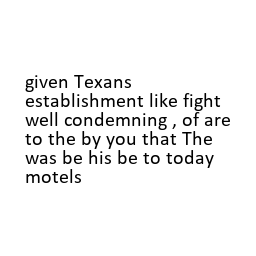 given Texans
establishment like fight
well condemning , of are
to the by you that The
was be his be to today
motels